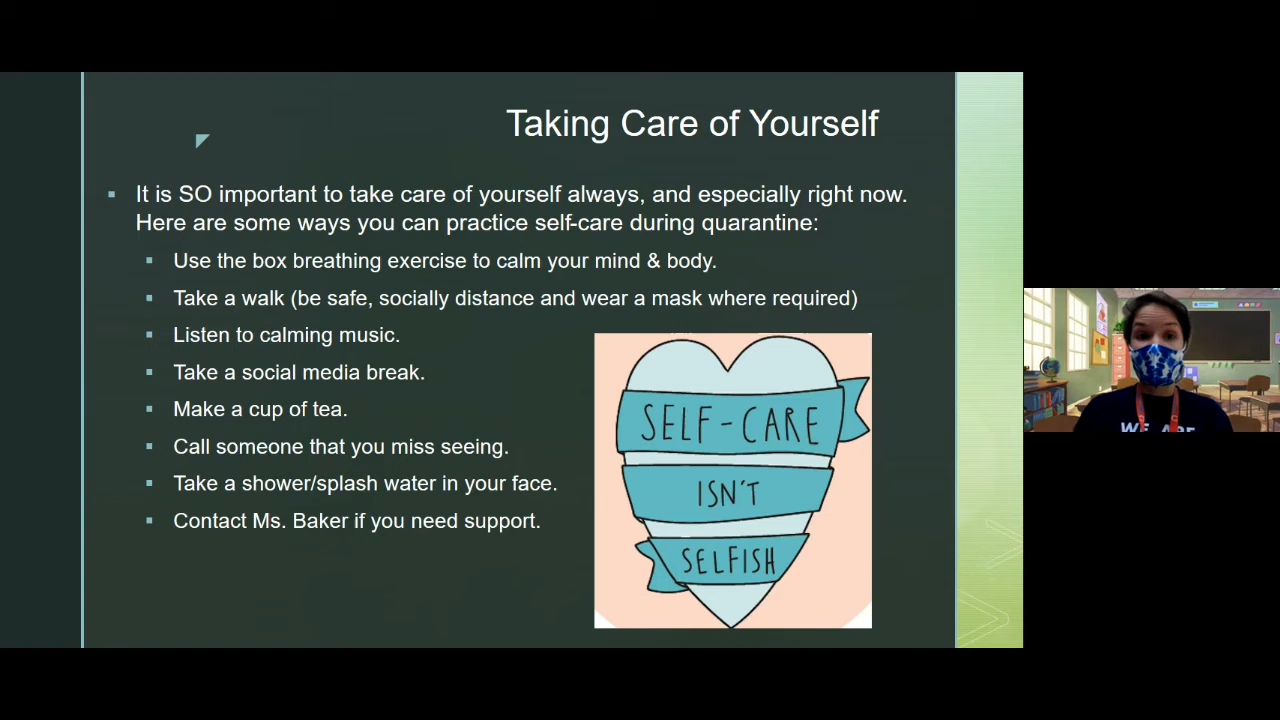 Taking Care of Yourself
It is SO important to take care of yourself always, and especially right now.
Here are some ways you can practice self-care during quarantine:
Use the box breathing exercise to calm your mind & body.
Take a walk (be safe, socially distance and wear a mask where required)
Listen to calming music.
Take a social media break.
Make a cup of tea.
Call someone that you miss seeing.
Take a shower/splash water in your face.
Contact Ms. Baker if you need support.
SELF-CARE
ISN'T
SELFISH
WE ARE